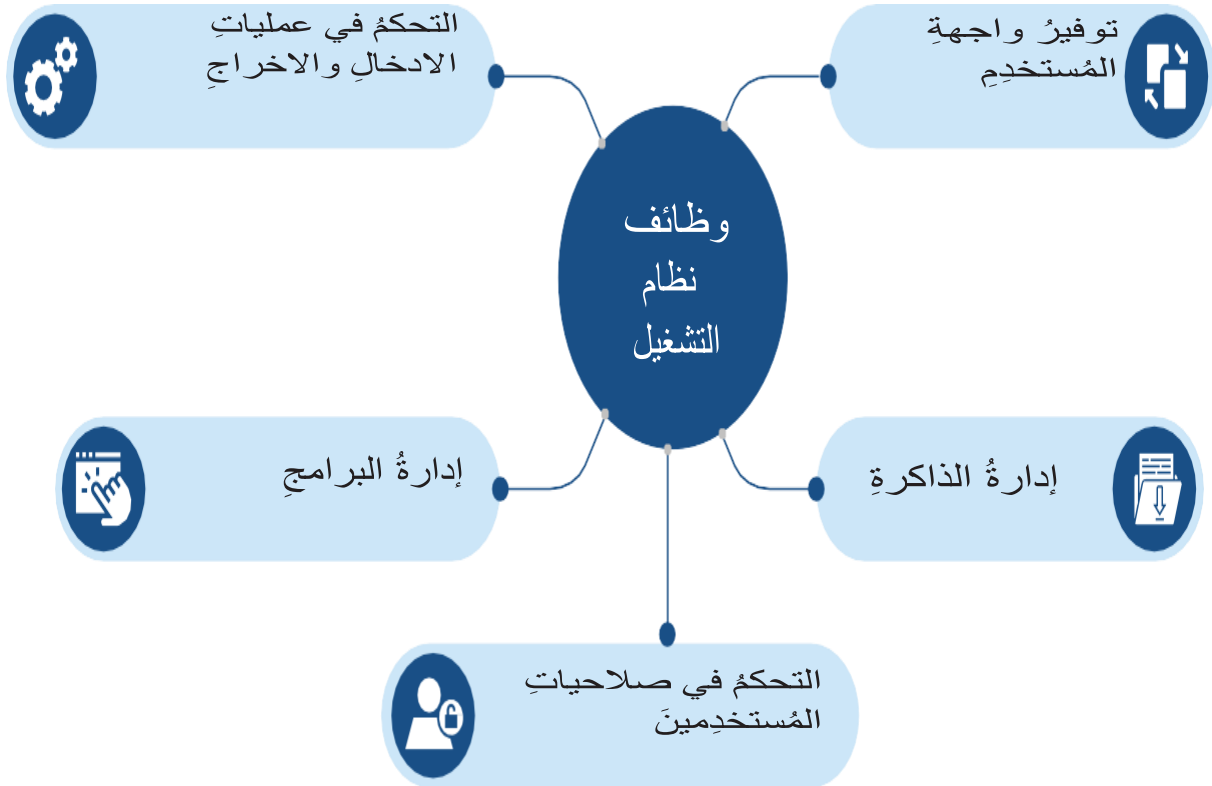 توفيرُ واجهةِ
المُستخدِمِ
التحكمُ في عملياتِ
الادخالِ والاخراجِ
وظائف
نظام
التشغيل
إدارةُ الذاكرةِ
إدارةُ البرامجِ
التحكمُ في صلاحياتِ
المُستخدِمينَ